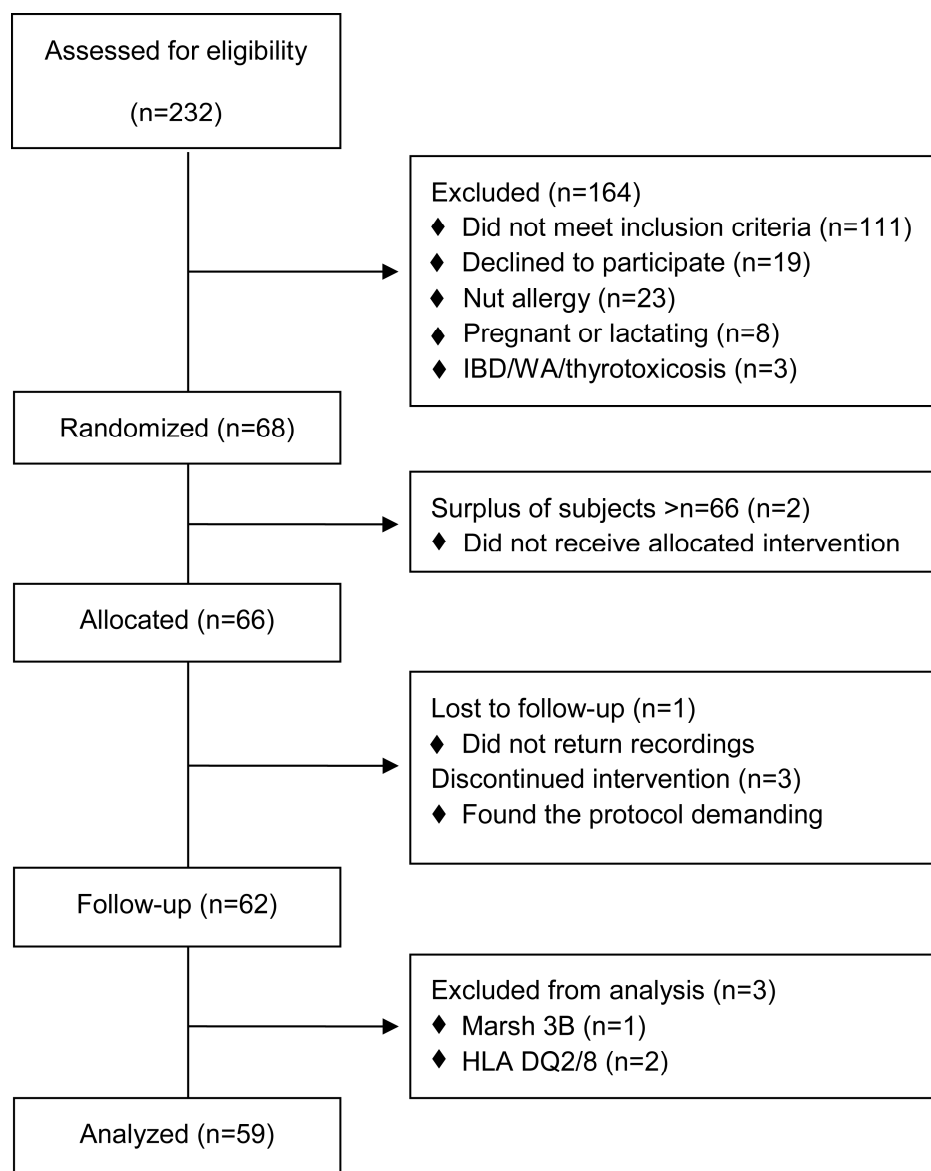 Assessed for eligibility
(n=232)
Excluded (n=164)
♦ Did not meet inclusion criteria (n=111)
♦ Declined to participate (n=19)
♦ Nut allergy (n=23)
♦ Pregnant or lactating (n=8)
♦ IBD/WA/thyrotoxicosis (n=3)
Randomized (n=68)
Surplus of subjects >n=66 (n=2)
♦ Did not receive allocated intervention
Allocated (n=66)
Lost to follow-up (n=1)
♦ Did not return recordings
Discontinued intervention (n=3)
♦ Found the protocol demanding
Follow-up (n=62)
Excluded from analysis (n=3)
♦ Marsh 3B (n=1)
♦ HLA DQ2/8 (n=2)
Analyzed (n=59)